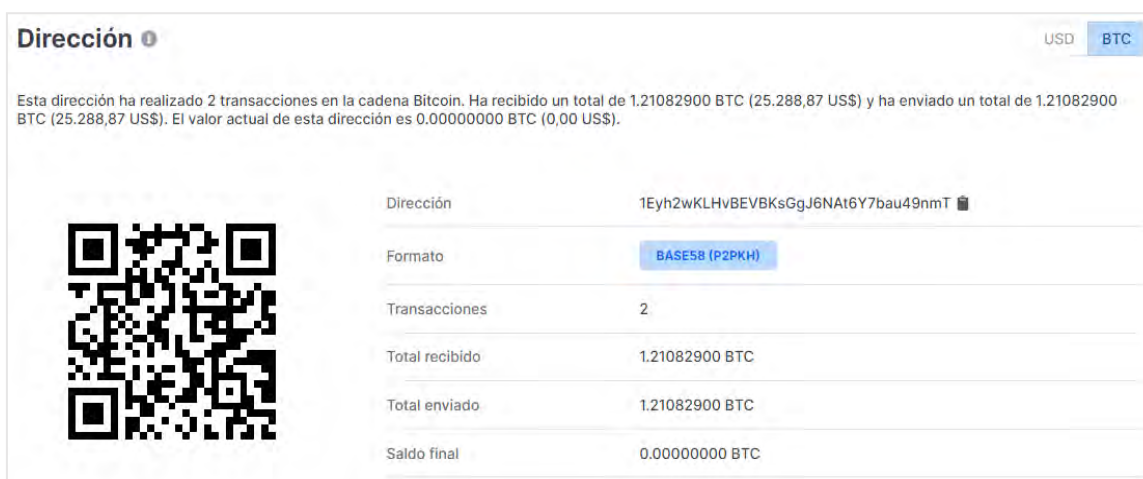 Dirección
USD BTC
Esta dirección ha realizado 2 transacciones en la cadena Bitcoin. Ha recibido un total de 1.21082900 BTC (25.288,87 US$) y ha enviado un total de 1.21082900
BTC (25.288,87 US$). El valor actual de esta dirección es 0.00000000 BTC (0,00 US$).
Dirección 1Eyh2wKLHvBEVBKsGgJ6NAt6Y7bau49nmT
Formato BASE58 (P2PKH)
Transacciones 2
Total recibido 1.21082900 BTC
Total enviado 1.21082900 BTC
Saldo final 0.00000000 BTC